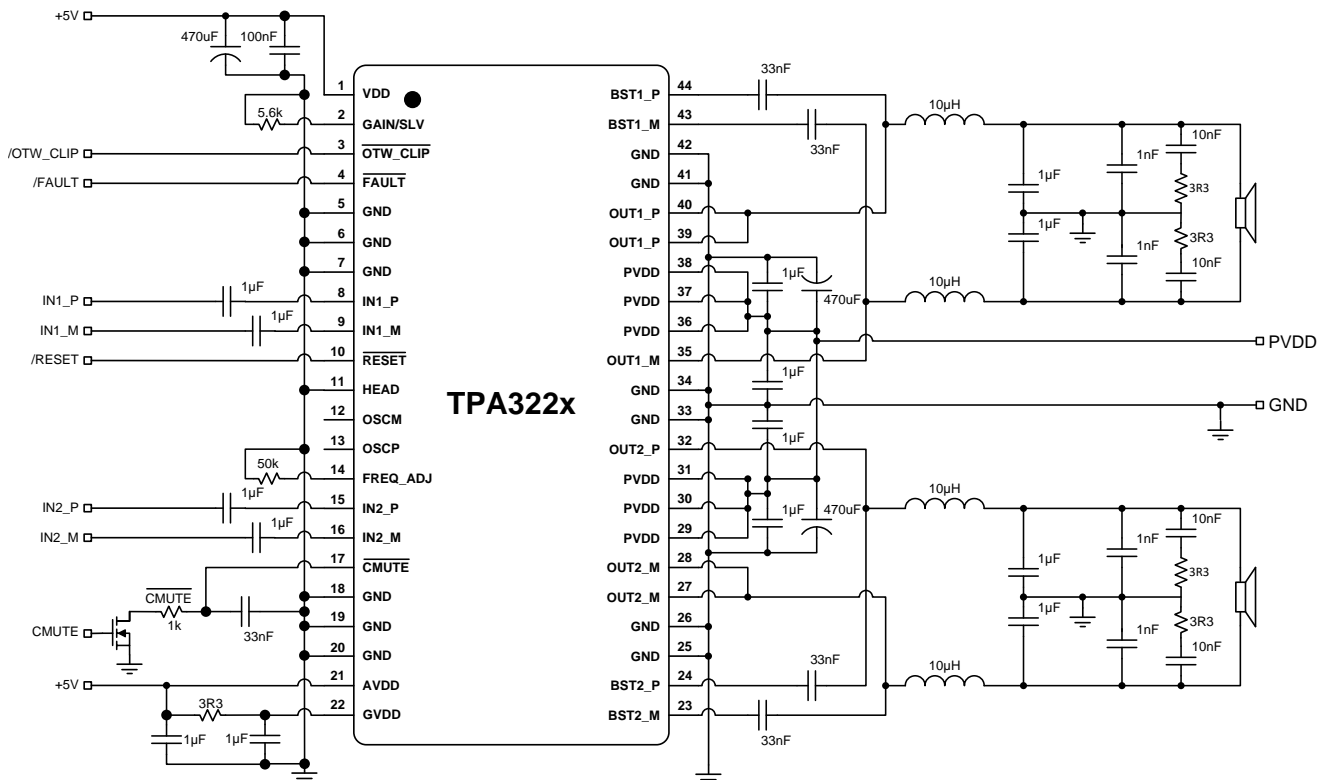 +5V
470uF
100nF
5.6k
/OTW_CLIP
/FAULT
IN1_P
1µF
IN1_M
1µF
/RESET
50k
IN2_P
1µF
IN2_M
1µF
CMUTE
1k
33nF
CMUTE
+5V
3R3
1µF
1µF
TPA322x
1 VDD
2 GAIN/SLV
3 OTW_CLIP
4 FAULT
5 GND
6 GND
7 GND
8 IN1_P
9 IN1_M
10 RESET
11 HEAD
12 OSCM
13 OSCP
14 FREQ_ADJ
15 IN2_P
16 IN2_M
17 CMUTE
18 GND
19 GND
20 GND
21 AVDD
22 GVDD
BST1_P 44
BST1_M 43
GND 42
GND 41
OUT1_P 40
OUT1_P 39
PVDD 38
PVDD 37
PVDD 36
OUT1_M 35
GND 34
GND 33
OUT2_P 32
PVDD 31
PVDD 30
PVDD 29
OUT2_M 28
OUT2_M 27
GND 26
GND 25
BST2_P 24
BST2_M 23
33nF
33nF
10µH
10nF
1nF
1µF
3R3
1µF
3R3
1nF
10nF
10µH
1µF
470uF
PVDD
1µF
GND
1µF
1µF
470uF
10µH
10nF
1nF
1µF
3R3
1µF
3R3
1nF
10nF
10µH
33nF
33nF